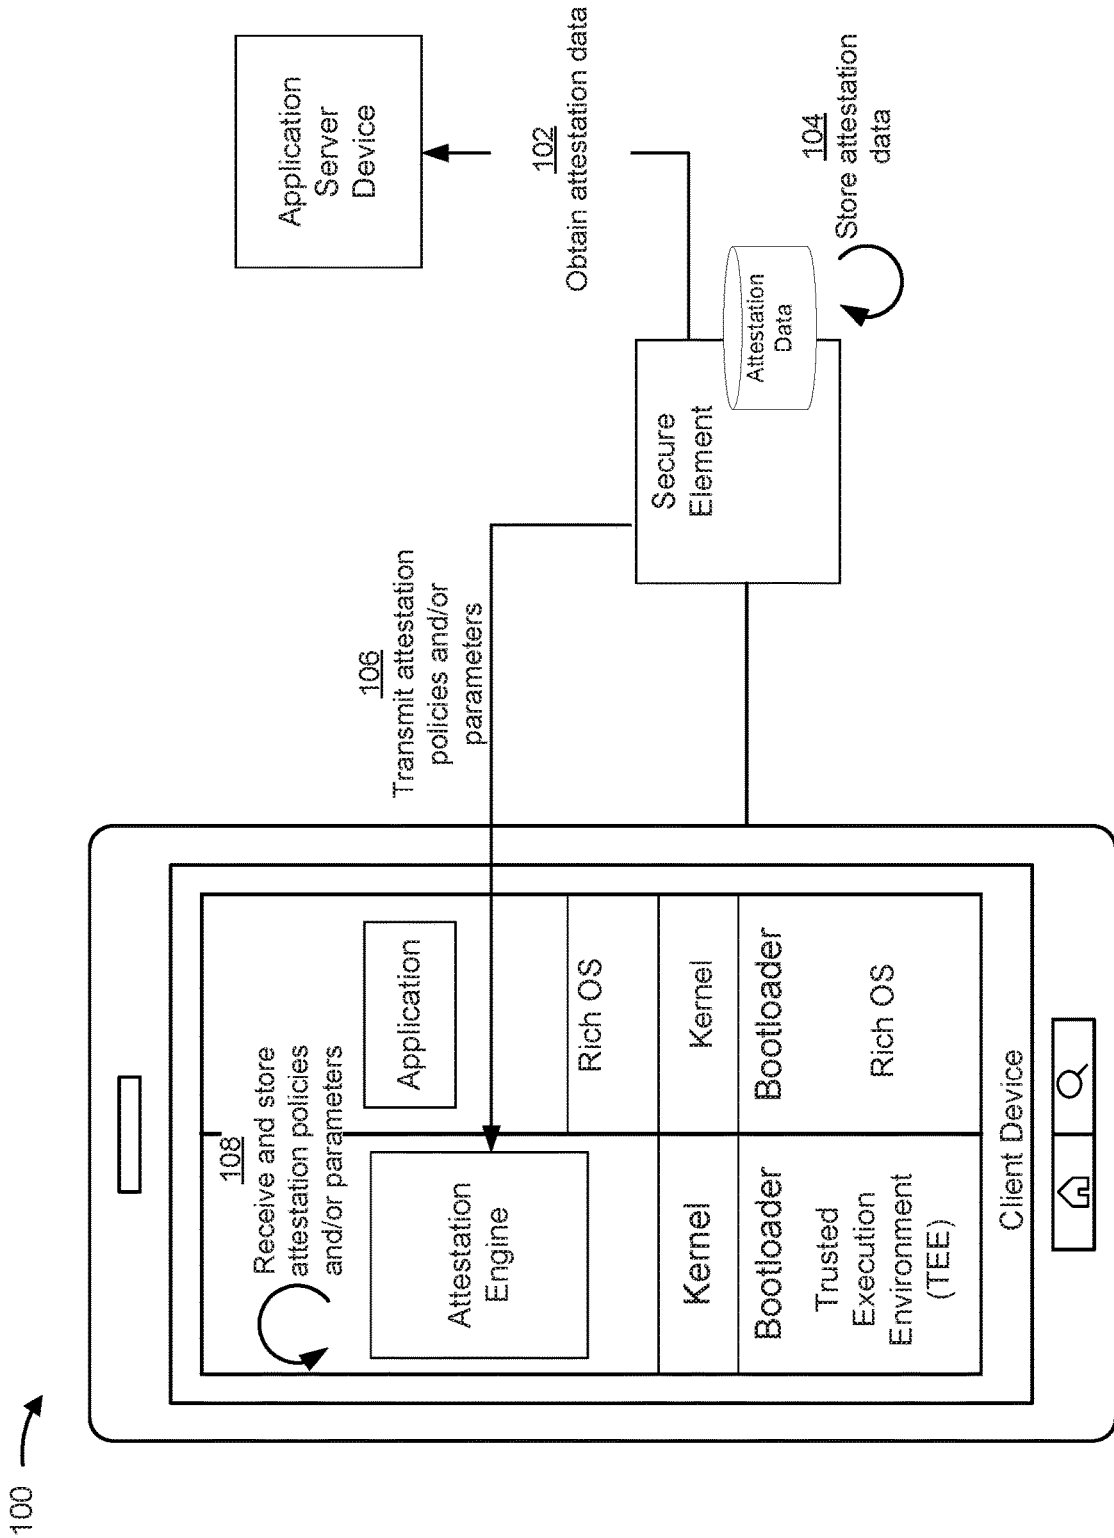 100
108
Receive and store
attestation policies
and/or parameters
Attestation
Engine
Application
Rich OS
Kernel
Kernel
Bootloader
Bootloader
Trusted
Execution
Environment
(TEE)
Rich OS
Client Device
106
Transmit attestation
policies and/or
parameters
Secure
Element
Attestation
Data
Application
Server
Device
102
Obtain attestation data
104
Store attestation
data